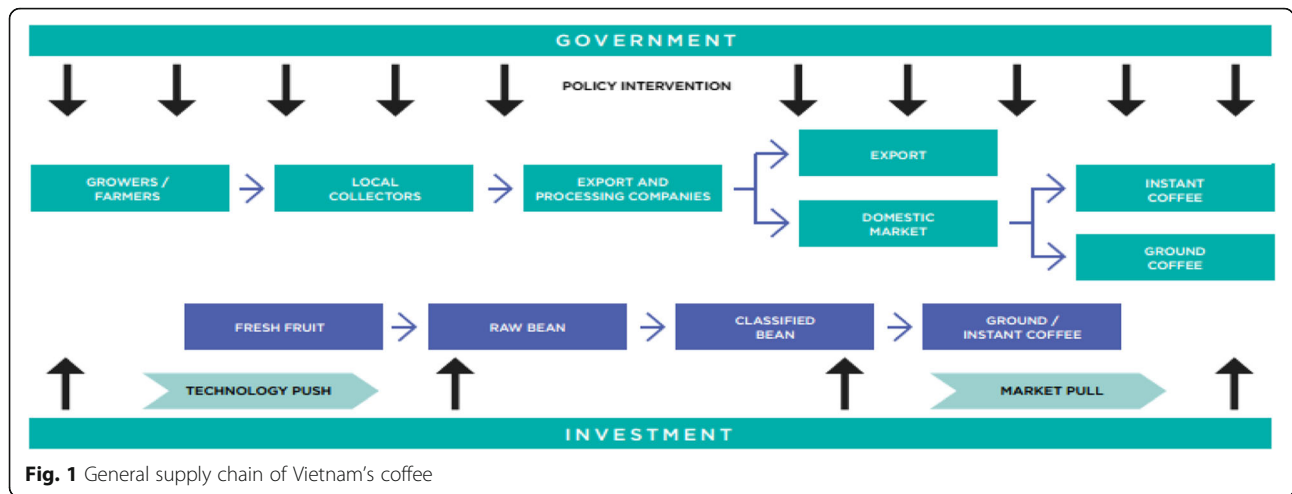 GOVERNMENT
POLICY INTERVENTION
GROWERS /
FARMERS
LOCAL
COLLECTORS
EXPORT AND
PROCESSING COMPANIES
EXPORT
DOMESTIC
MARKET
INSTANT
COFFEE
GROUND
COFFEE
FRESH FRUIT
RAW BEAN
CLASSIFIED
BEAN
GROUND /
INSTANT COFFEE
TECHNOLOGY PUSH
MARKET PULL
INVESTMENT
Fig. 1 General supply chain of Vietnam's coffee